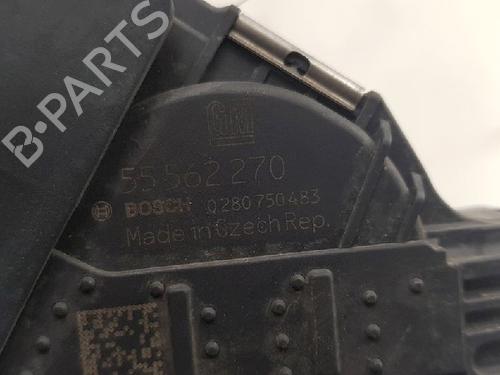 B-PARTS
GM
55 562 270
BOSCH 0 280 750 483
Made in Czech Rep.